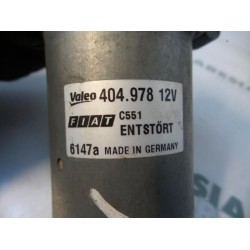 Valeo 404.978 12V
FIAT C551
ENTSTÖRT
6147a MADE IN GERMANY